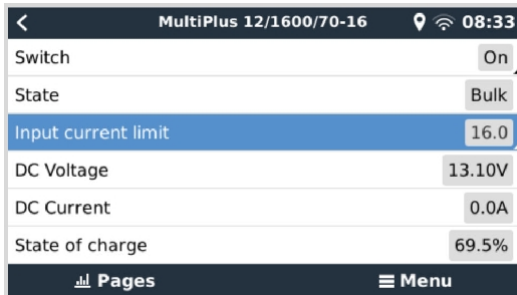 MultiPlus 12/1600/70-16 08:33
Switch On
State Bulk
Input current limit 16.0
DC Voltage 13.10V
DC Current 0.0A
State of charge 69.5%
Pages Menu